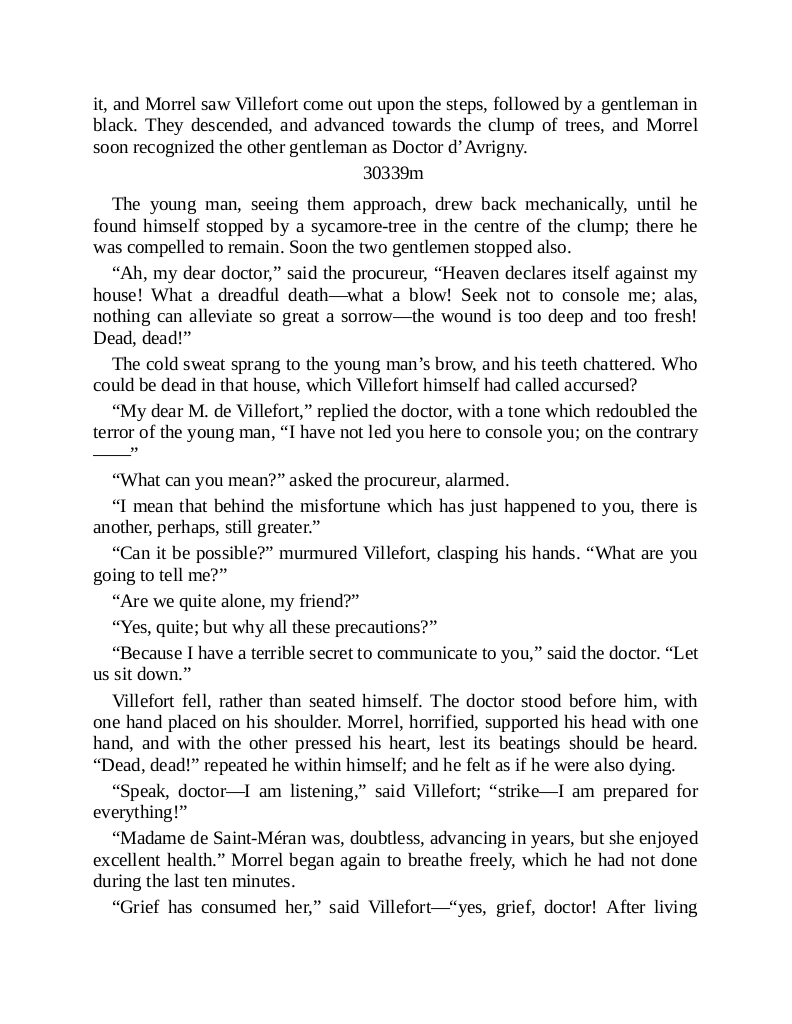 it, and Morrel saw Villefort come out upon the steps, followed by a gentleman in
black. They descended, and advanced towards the clump of trees, and Morrel
soon recognized the other gentleman as Doctor d’Avrigny.
30339m
The young man, seeing them approach, drew back mechanically, until he
found himself stopped by a sycamore-tree in the centre of the clump; there he
was compelled to remain. Soon the two gentlemen stopped also.
“Ah, my dear doctor,” said the procureur, “Heaven declares itself against my
house! What a dreadful death—what a blow! Seek not to console me; alas,
nothing can alleviate so great a sorrow—the wound is too deep and too fresh!
Dead, dead!”
The cold sweat sprang to the young man’s brow, and his teeth chattered. Who
could be dead in that house, which Villefort himself had called accursed?
“My dear M. de Villefort,” replied the doctor, with a tone which redoubled the
terror of the young man, “I have not led you here to console you; on the contrary
——”
“What can you mean?” asked the procureur, alarmed.
“I mean that behind the misfortune which has just happened to you, there is
another, perhaps, still greater.”
“Can it be possible?” murmured Villefort, clasping his hands. “What are you
going to tell me?”
“Are we quite alone, my friend?”
“Yes, quite; but why all these precautions?”
“Because I have a terrible secret to communicate to you,” said the doctor. “Let
us sit down.”
Villefort fell, rather than seated himself. The doctor stood before him, with
one hand placed on his shoulder. Morrel, horrified, supported his head with one
hand, and with the other pressed his heart, lest its beatings should be heard.
“Dead, dead!” repeated he within himself; and he felt as if he were also dying.
“Speak, doctor—I am listening,” said Villefort; “strike—I am prepared for
everything!”
“Madame de Saint-Méran was, doubtless, advancing in years, but she enjoyed
excellent health.” Morrel began again to breathe freely, which he had not done
during the last ten minutes.
“Grief has consumed her,” said Villefort—“yes, grief, doctor! After living